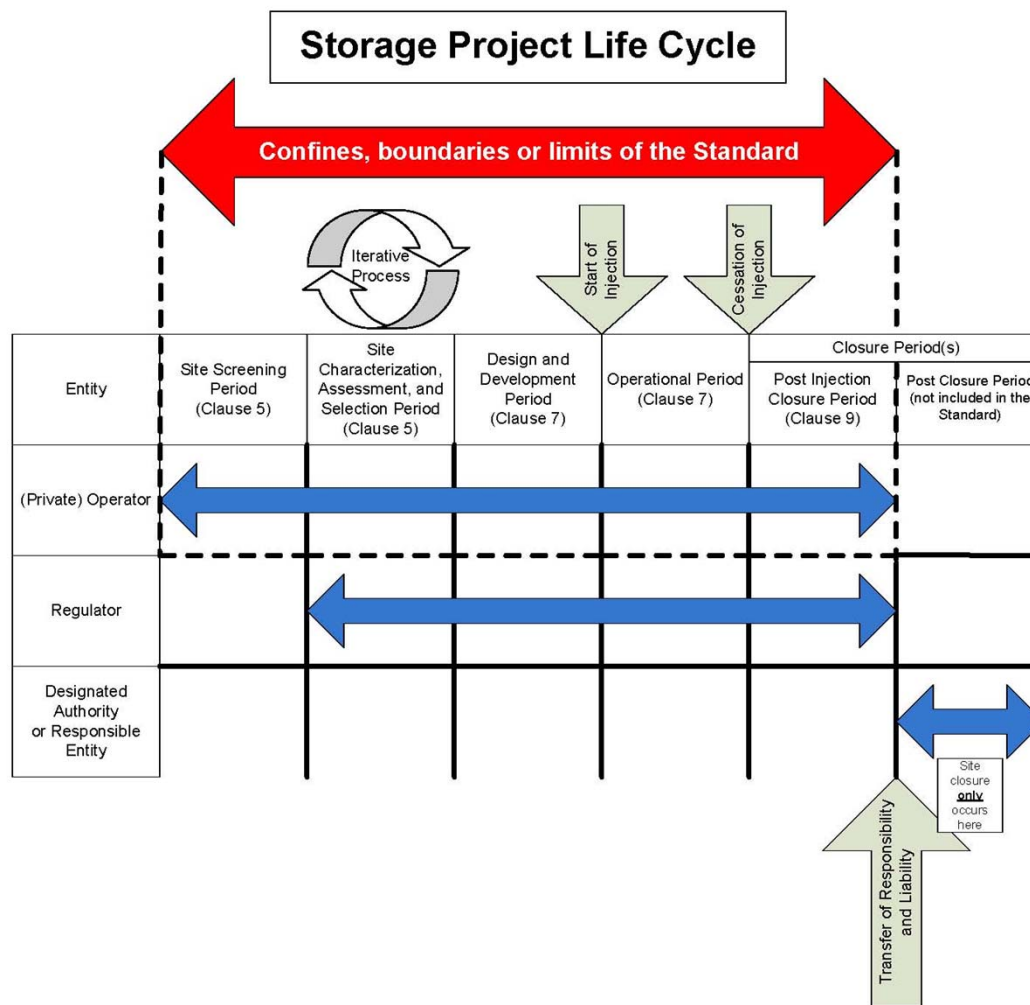 Storage Project Life Cycle
Confines, boundaries or limits of the Standard
Iterative
Process
Start of
Injection
Cessation of
Injection
Entity
Site Screening
Period
(Clause 5)
Site
Characterization,
Assessment, and
Selection Period
(Clause 5)
Design and
Development
Period
(Clause 7)
Operational Period
(Clause 7)
Closure Period(s)
Post Injection
Closure Period
(Clause 9)
Post Closure Period
(not included in the
Standard)
(Private) Operator
Regulator
Designated
Authority
or Responsible
Entity
Site
closure
only
occurs
here
Transfer of Responsibility
and Liability